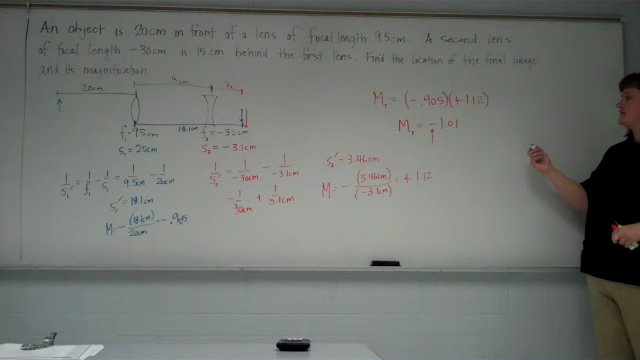 An object is 20cm in front of a lens of focal length 9.5cm. A second lens
of focal length -30cm is 15cm behind the first lens. Find the location of the final image
and its magnification
20cm
15cm
S₂
18.1cm
f₁=9.5cm
f₂=-30cm
S₁=20cm
S₂=-3.1cm
1/S₁' = 1/f₁ - 1/S₁ = 1/9.5cm - 1/20cm
S₁' = 18.1cm
M₁= -(18.1cm)/20cm = -.905
1/S₂' = 1/-30cm - 1/-3.1cm
-1/30cm + 1/3.1cm
S₂' = 3.46cm
M= -(3.46cm)/(-3.1cm) = +1.12
Mₜ = (-.905)(+1.12)
Mₜ = -1.01